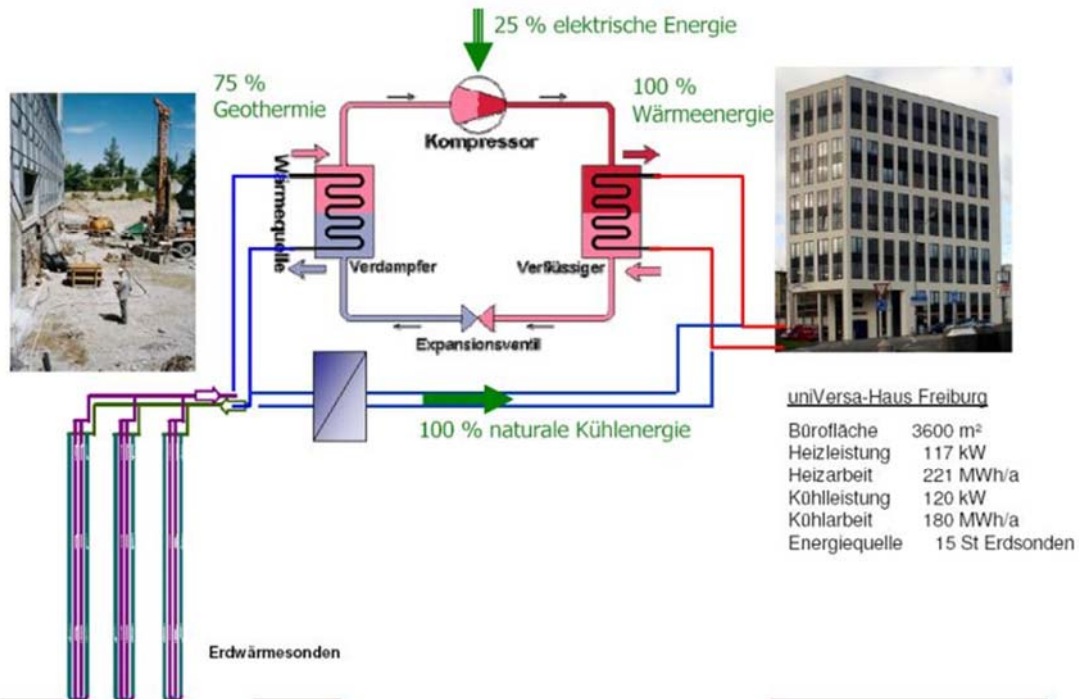 25 % elektrische Energie
75 %
Geothermie
100 %
Wärmeenergie
Kompressor
Wärmequelle
Verdampfer
Verflüssiger
Expansionsventil
100 % naturale Kühlenergie
uniVersa-Haus Freiburg
Bürofläche 3600 m²
Heizleistung 117 kW
Heizarbeit 221 MWh/a
Kühlleistung 120 kW
Kühlarbeit 180 MWh/a
Energiequelle 15 St Erdsonden
Erdwärmesonden